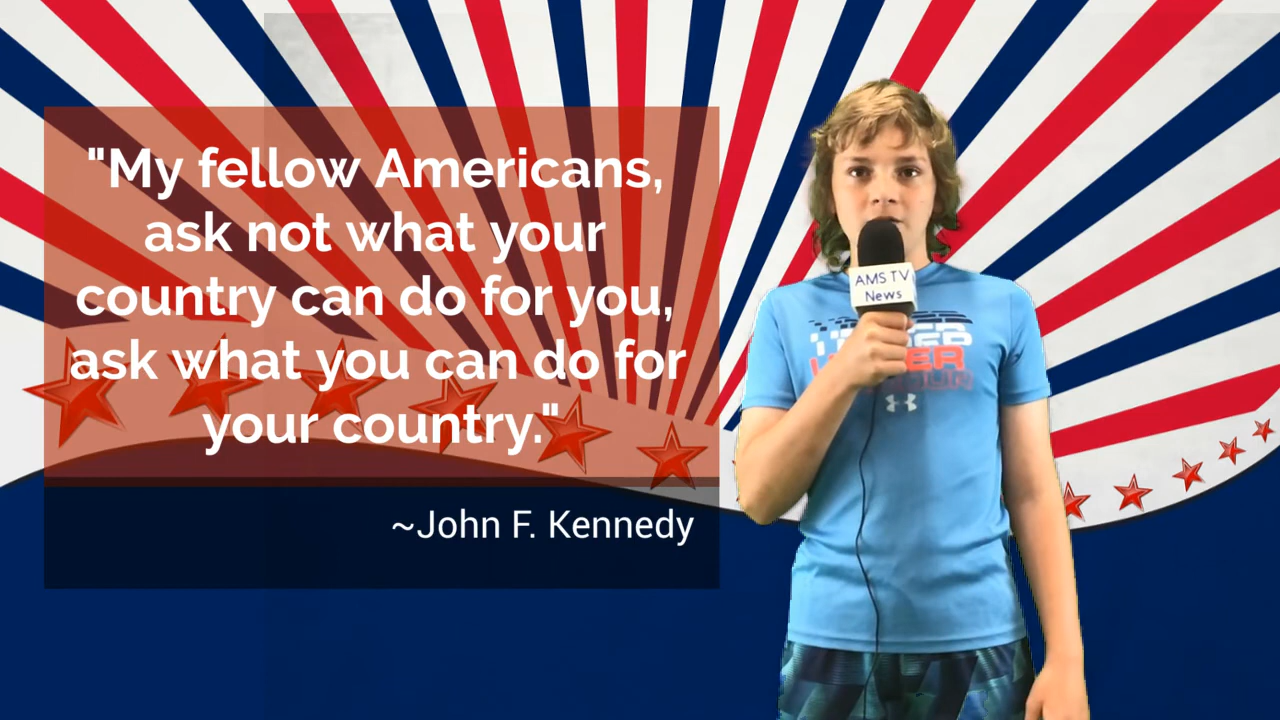 "My fellow Americans,
ask not what your
country can do for you,
ask what you can do for
your country."
~John F. Kennedy
AMS TV
News
UNDER